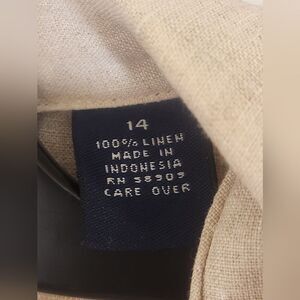 14
100% LINEN
MADE IN
INDONESIA
RN 58909
CARE OVER